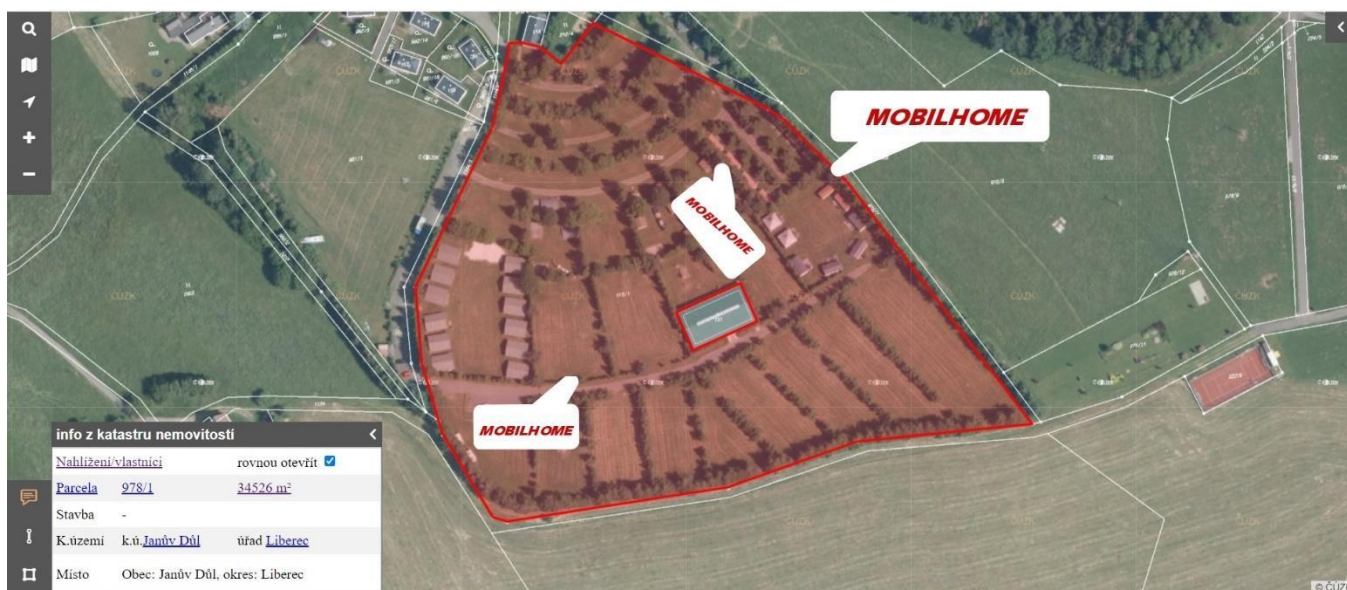 MOBILHOME
MOBILHOME
MOBILHOME
info z katastru nemovitostí
Nahlížení/vlastníci rovnou otevřít
Parcela 978/1 34526 m²
Stavba -
K.území k.ú.Janův Důl úřad Liberec
Místo Obec: Janův Důl, okres: Liberec
© ČÚZK